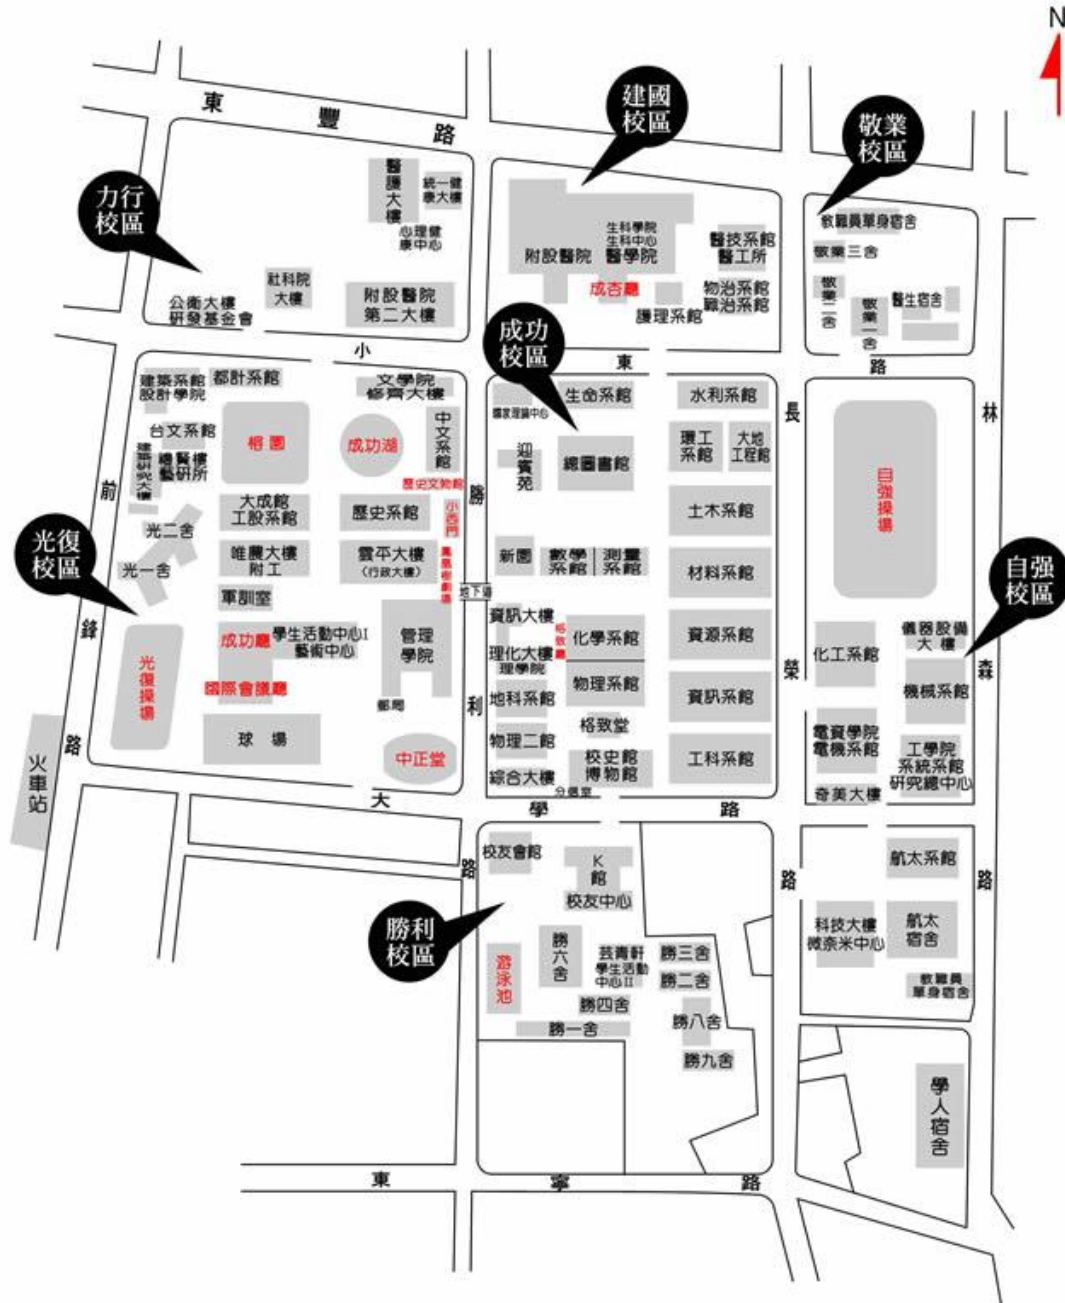 N
東豐路
建國
校區
敬業
校區
力行
校區
醫護大樓
統一健
康大樓
心理健
康中心
社科院
大樓
附設醫院
第二大樓
公衛大樓
研發基金會
生科學院
生科中心
附設醫院
醫學院
成杏廳
護理系館
醫技系館
醫工所
物治系館
職治系館
教職員單身宿舍
敬業三舍
敬業二舍
敬業一舍
醫生宿舍
成功
校區
小東路
長榮路
林森路
前鋒路
勝利路
建築系館
設計學院
都計系館
文學院
修齊大樓
台文系館
總賢樓
藝研所
榕園
成功湖
中文系館
歷史文物館
大成館
工設系館
歷史系館
小西門
光二舍
唯農大樓
附工
雲平大樓
(行政大樓)
鳳凰樹劇場
光一舍
軍訓室
地下道
光復
校區
成功廳
學生活動中心I
藝術中心
管理
學院
光復操場
國際會議廳
郵局
球場
中正堂
火車站
國家理論中心
生命系館
水利系館
迎賓苑
總圖書館
環工
系館
大地
工程館
土木系館
新園
數學
系館
測量
系館
材料系館
資訊大樓
格致廳
化學系館
資源系館
理化大樓
理學院
物理系館
地科系館
資訊系館
格致堂
物理二館
校史館
博物館
工科系館
綜合大樓
分信室
自強操場
自強
校區
儀器設備
大樓
化工系館
機械系館
電資學院
電機系館
工學院
系統系館
研究總中心
奇美大樓
大學路
校友會館
K
館
校友中心
勝利
校區
游泳池
勝六舍
芸青軒
學生活動
中心II
勝三舍
勝二舍
勝四舍
勝一舍
勝八舍
勝九舍
航太系館
科技大樓
微奈米中心
航太
宿舍
教職員
單身宿舍
學人宿舍
東寧路